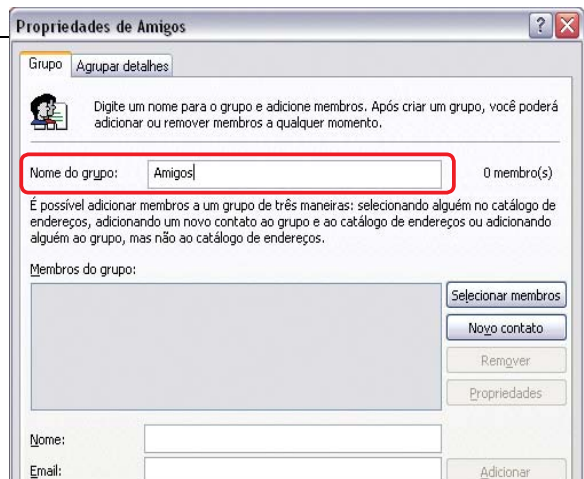 Propriedades de Amigos
Grupo
Agrupar detalhes
Digite um nome para o grupo e adicione membros. Após criar um grupo, você poderá
adicionar ou remover membros a qualquer momento.
Nome do grupo:
Amigos
0 membro(s)
É possível adicionar membros a um grupo de três maneiras: selecionando alguém no catálogo de
endereços, adicionando um novo contato ao grupo e ao catálogo de endereços ou adicionando
alguém ao grupo, mas não ao catálogo de endereços.
Membros do grupo:
Selecionar membros
Novo contato
Remover
Propriedades
Nome:
Email:
Adicionar